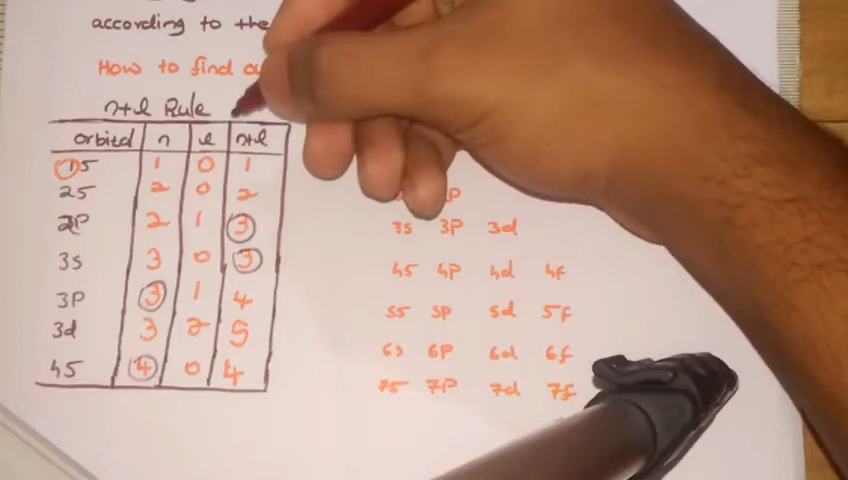 according to the
How to find
n+l Rule
orbital n l n+l
1s 1 0 1
2s 2 0 2
2p 2 1 3
3s 3 0 3
3p 3 1 4
3d 3 2 5
4s 4 0 4
3s 3p 3d
4s 4p 4d 4f
5s 5p 5d 5f
6s 6p 6d 6f
7s 7p 7d 7f